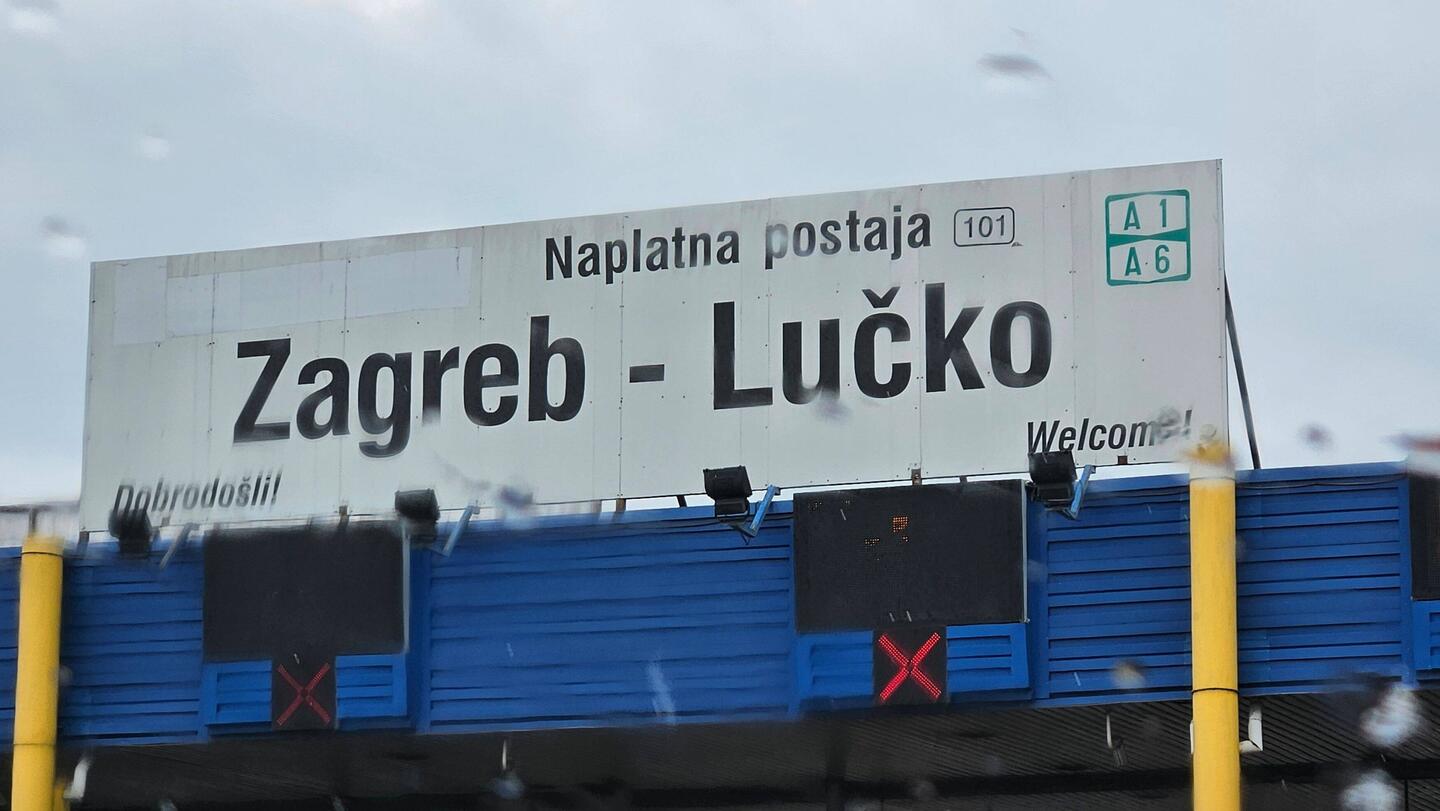 Naplatna postaja 101
A 1
A 6
Zagreb - Lučko
Welcome!
Dobrodošli!